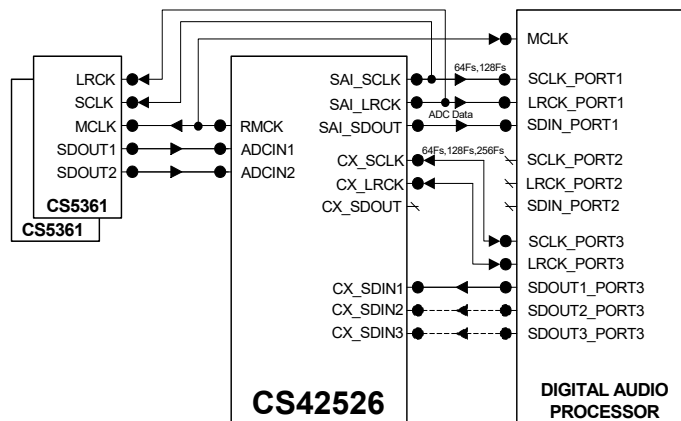 MCLK
64Fs,128Fs
LRCK
SAI_SCLK
SCLK_PORT1
SCLK
SAI_LRCK
LRCK_PORT1
ADC Data
MCLK
RMCK
SAI_SDOUT
SDIN_PORT1
SDOUT1
ADCIN1
64Fs,128Fs,256Fs
CX_SCLK
SCLK_PORT2
SDOUT2
ADCIN2
CX_LRCK
LRCK_PORT2
CS5361
CX_SDOUT
SDIN_PORT2
CS5361
SCLK_PORT3
LRCK_PORT3
CX_SDIN1
SDOUT1_PORT3
CX_SDIN2
SDOUT2_PORT3
CX_SDIN3
SDOUT3_PORT3
CS42526
DIGITAL AUDIO
PROCESSOR